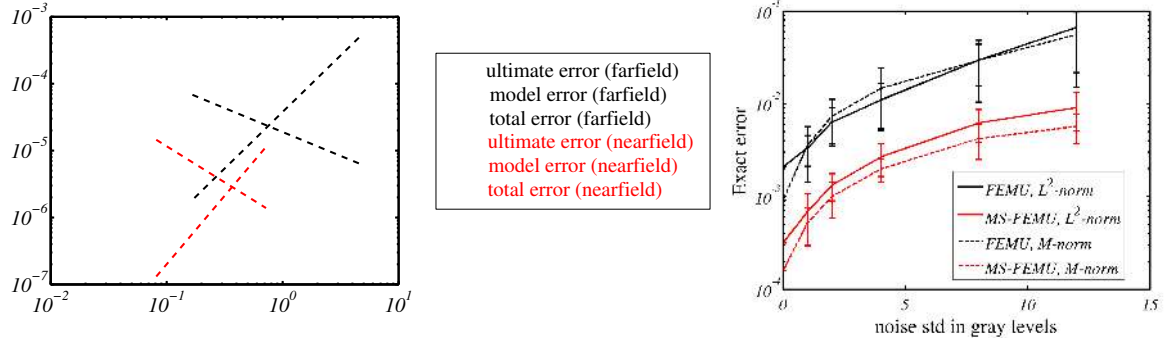 10^-3
10^-4
10^-5
10^-6
10^-7
10^-2
10^-1
10^0
10^1
ultimate error (farfield)
model error (farfield)
total error (farfield)
ultimate error (nearfield)
model error (nearfield)
total error (nearfield)
10^-1
10^-2
10^-3
10^-4
Exact error
0
5
10
15
noise std in gray levels
FEMU, L^2-norm
MS-FEMU, L^2-norm
FEMU, M-norm
MS-FEMU, M-norm